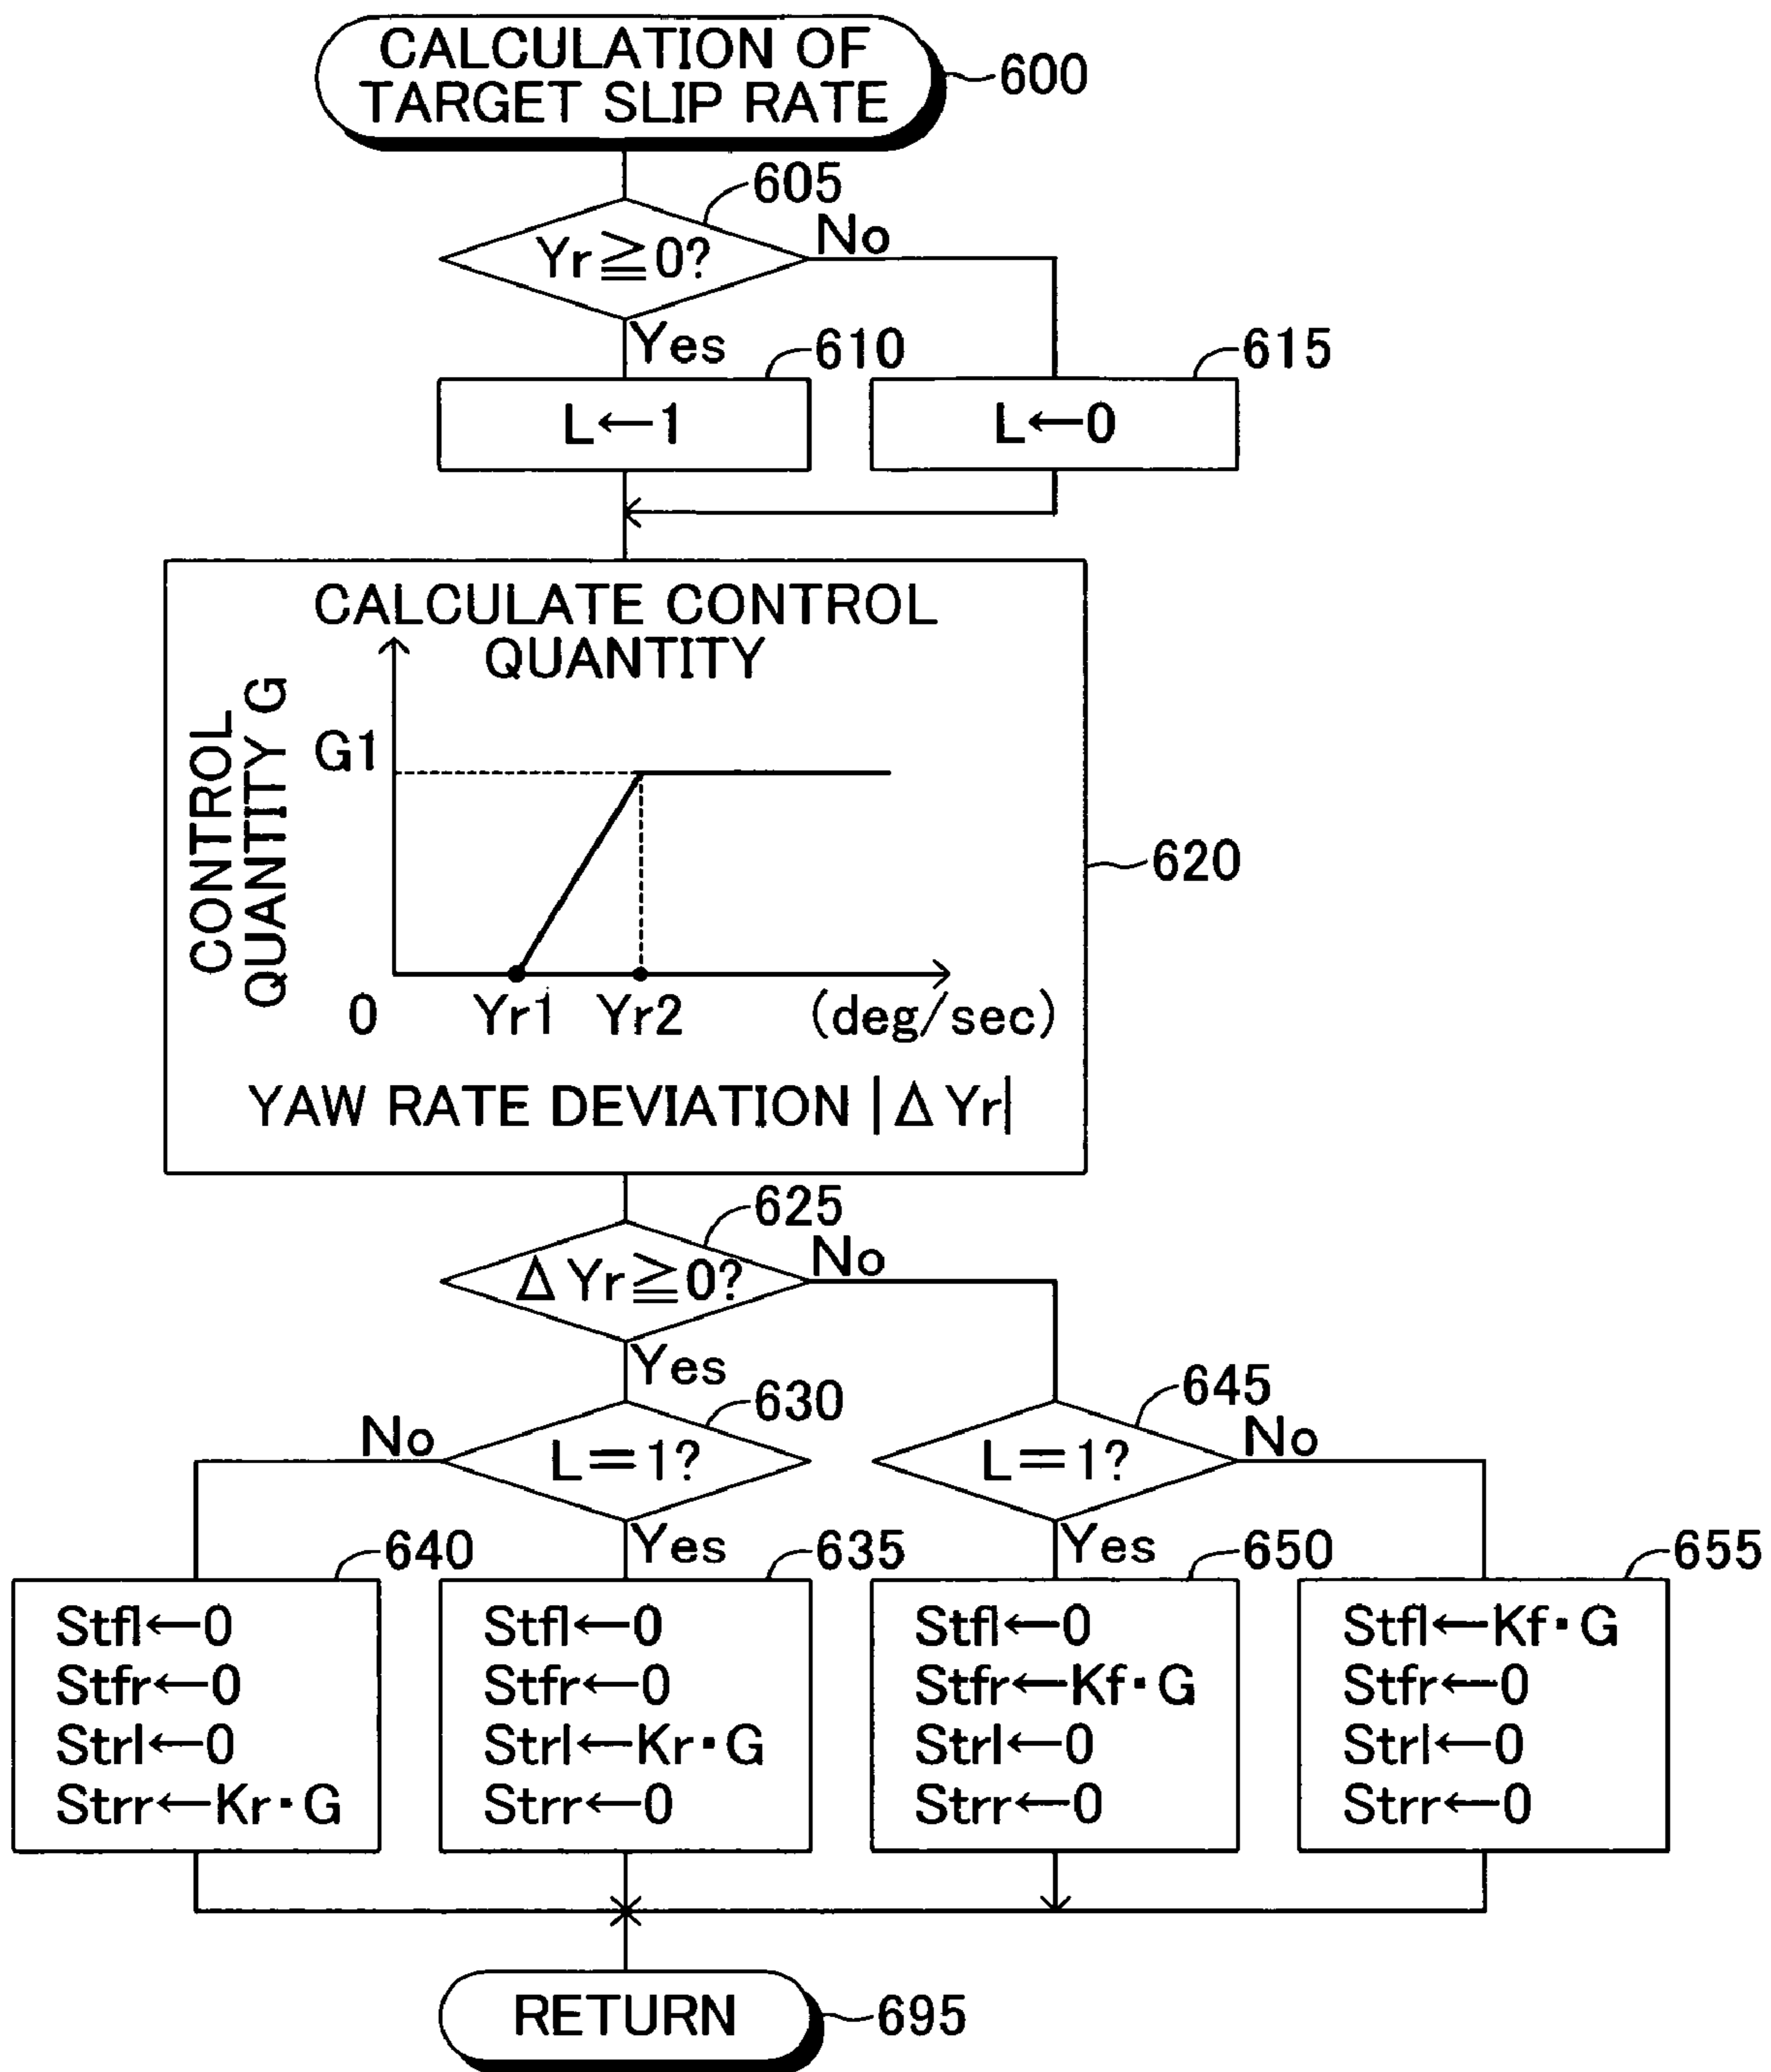 CALCULATION OF
TARGET SLIP RATE
600
605
Yr≧0?
No
Yes
610
615
L←1
L←0
CALCULATE CONTROL
QUANTITY
CONTROL
QUANTITY G
G1
620
0
Yr1
Yr2
(deg/sec)
YAW RATE DEVIATION |Δ Yr|
625
Δ Yr≧0?
No
Yes
630
645
No
L=1?
L=1?
No
Yes
Yes
640
635
650
655
Stfl←0
Stfr←0
Strl←0
Strr←Kr・G
Stfl←0
Stfr←0
Strl←Kr・G
Strr←0
Stfl←0
Stfr←Kf・G
Strl←0
Strr←0
Stfl←Kf・G
Stfr←0
Strl←0
Strr←0
RETURN
695